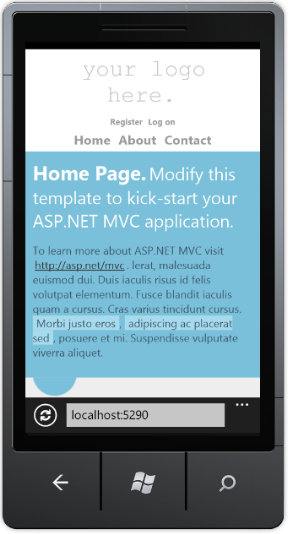 your logo
here.
Register Log on
Home About Contact
Home Page. Modify this
template to kick-start your
ASP.NET MVC application.
To learn more about ASP.NET MVC visit
http://asp.net/mvc . lerat, malesuada
euismod dui. Duis iaculis risus id felis
volutpat elementum. Fusce blandit iaculis
quam a cursus. Cras varius tincidunt cursus.
Morbi justo eros , adipiscing ac placerat
sed , posuere et mi. Suspendisse vulputate
viverra aliquet.
localhost:5290
...